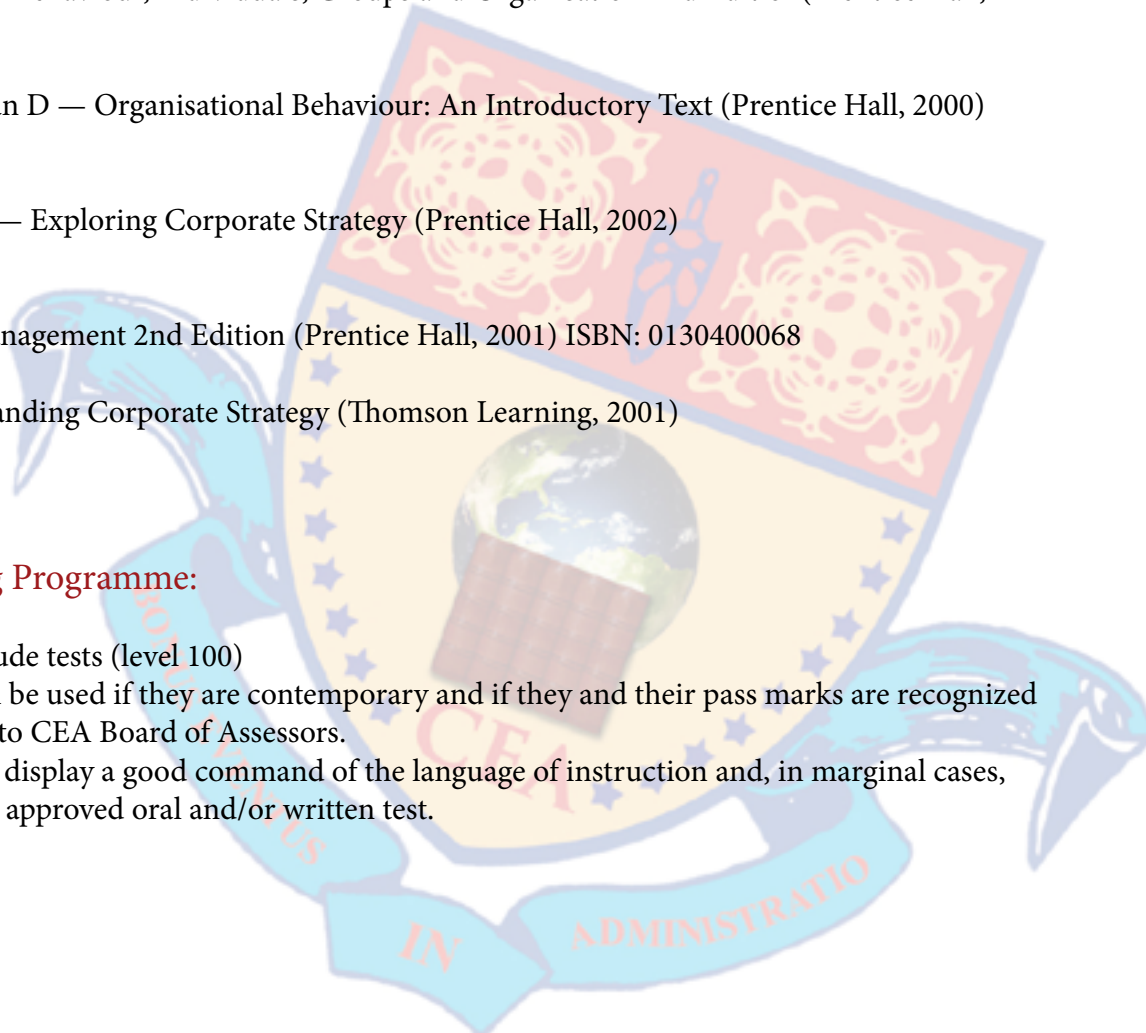 n D — Organisational Behaviour: An Introductory Text (Prentice Hall, 2000)
— Exploring Corporate Strategy (Prentice Hall, 2002)
nagement 2nd Edition (Prentice Hall, 2001) ISBN: 0130400068
anding Corporate Strategy (Thomson Learning, 2001)
g Programme:
ude tests (level 100)
be used if they are contemporary and if they and their pass marks are recognized
to CEA Board of Assessors.
display a good command of the language of instruction and, in marginal cases,
approved oral and/or written test.
CEA
EVENTUS
IN
ADMINISTRATIO